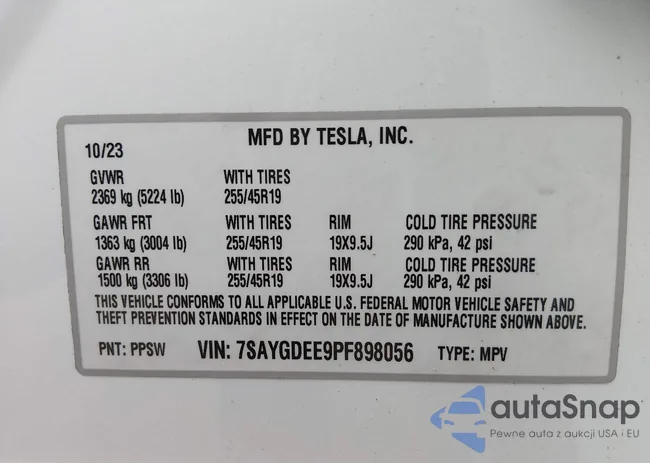 MFD BY TESLA, INC.
10/23
GVWR WITH TIRES
2369 kg (5224 lb) 255/45R19
GAWR FRT WITH TIRES RIM COLD TIRE PRESSURE
1363 kg (3004 lb) 255/45R19 19X9.5J 290 kPa, 42 psi
GAWR RR WITH TIRES RIM COLD TIRE PRESSURE
1500 kg (3306 lb) 255/45R19 19X9.5J 290 kPa, 42 psi
THIS VEHICLE CONFORMS TO ALL APPLICABLE U.S. FEDERAL MOTOR VEHICLE SAFETY AND
THEFT PREVENTION STANDARDS IN EFFECT ON THE DATE OF MANUFACTURE SHOWN ABOVE.
PNT: PPSW VIN: 7SAYGDEE9PF898056 TYPE: MPV
autaSnap
Pewne auta z aukcji USA i EU